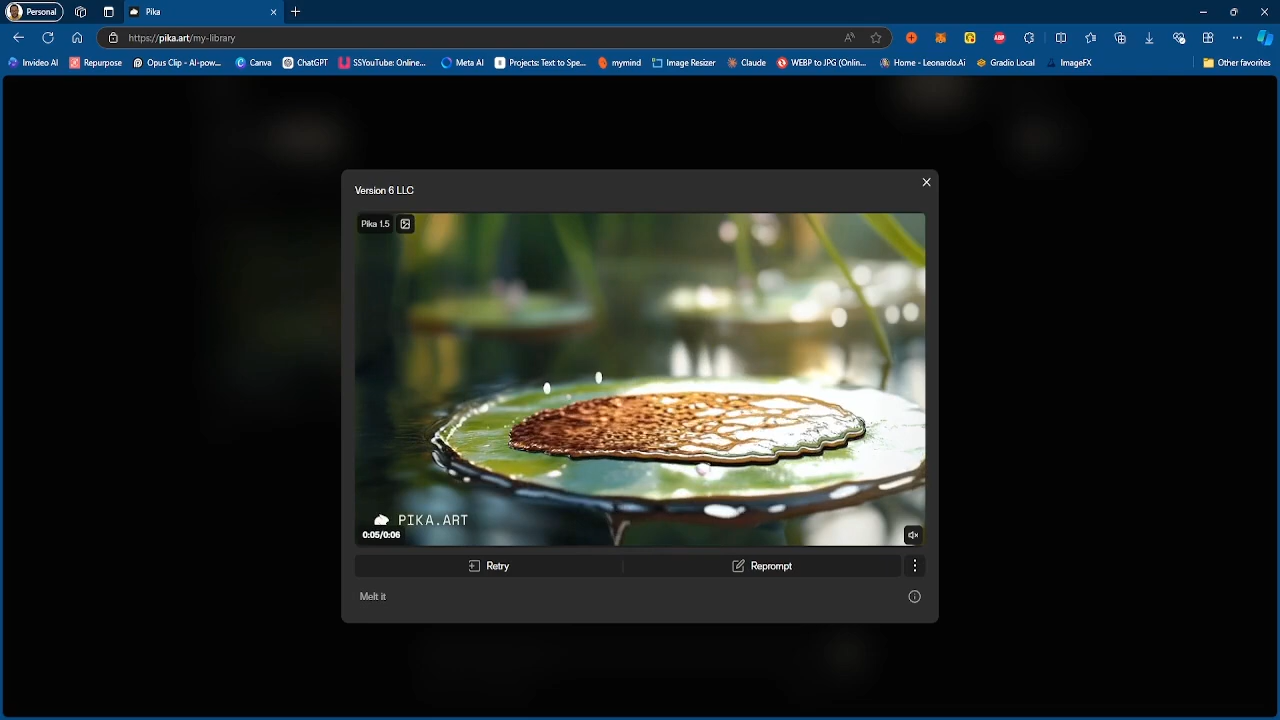 Personal
Pika
https://pika.art/my-library
Invideo AI
Repurpose
Opus Clip - AI-pow...
Canva
ChatGPT
SSYouTube: Online...
Meta AI
Projects: Text to Spe...
mymind
Image Resizer
Claude
WEBP to JPG (Onlin...
Home - Leonardo.Ai
Gradio Local
ImageFX
Other favorites
Version 6 LLC
Pika 1.5
PIKA.ART
0:05/0:06
Retry
Reprompt
Melt it